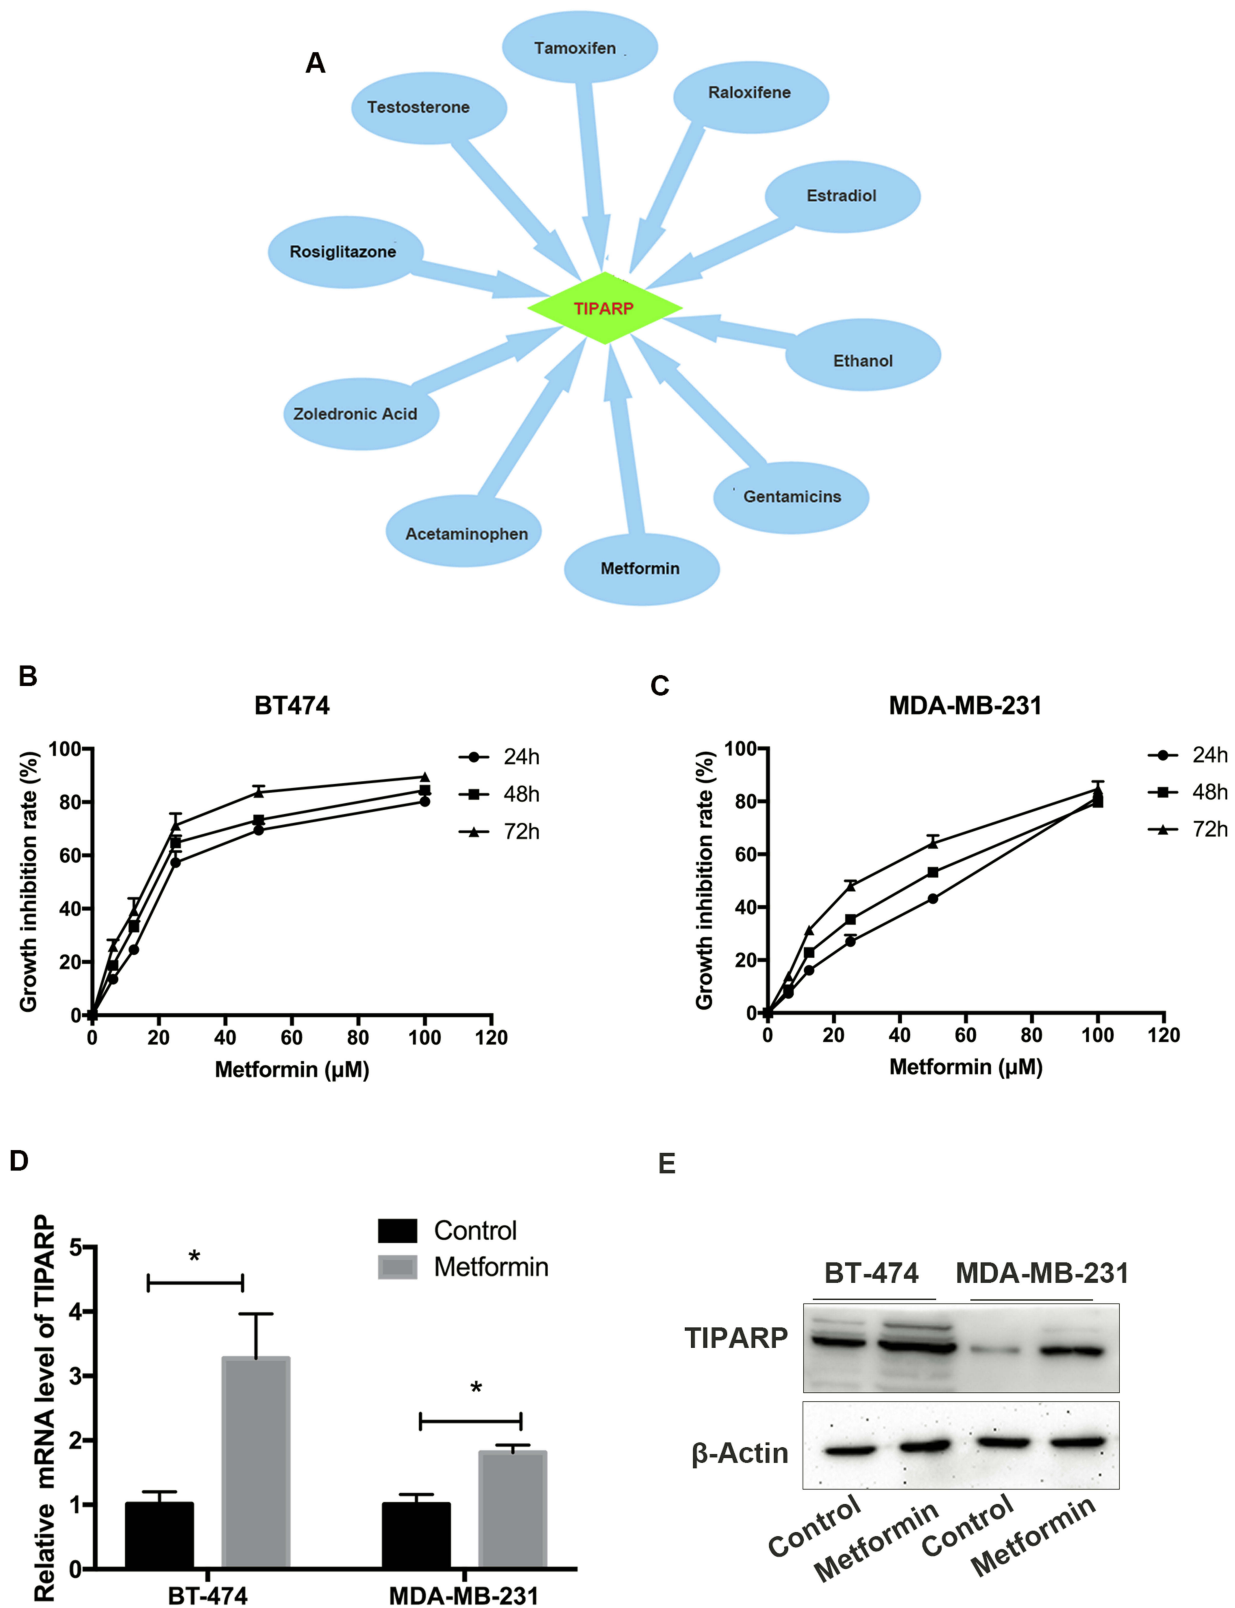 A
Tamoxifen
Raloxifene
Testosterone
Estradiol
Rosiglitazone
TIPARP
Ethanol
Zoledronic Acid
Gentamicins
Acetaminophen
Metformin
B
BT474
Growth inhibition rate (%)
100
80
60
40
20
0
0 20 40 60 80 100 120
Metformin (µM)
24h
48h
72h
C
MDA-MB-231
Growth inhibition rate (%)
100
80
60
40
20
0
0 20 40 60 80 100 120
Metformin (µM)
24h
48h
72h
D
Relative mRNA level of TIPARP
5
4
3
2
1
0
*
*
Control
Metformin
BT-474 MDA-MB-231
E
BT-474 MDA-MB-231
TIPARP
β-Actin
Control Metformin Control Metformin